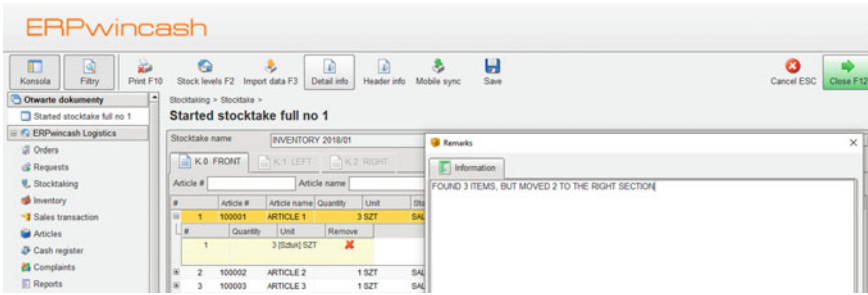 ERPwincash
Konsola
Filtry
Print F10
Stock levels F2
Import data F3
Detail info
Header info
Mobile sync
Save
Cancel ESC
Close F12
Otwarte dokumenty
Started stocktake full no 1
ERPwincash Logistics
Orders
Requests
Stocktaking
Inventory
Sales transaction
Articles
Cash register
Complaints
Reports
Stocktaking > Stocktake >
Started stocktake full no 1
Stocktake name INVENTORY 2018/01
K.0 FRONT K.1 LEFT K.2 RIGHT
Article # Article name
# Article # Article name Quantity Unit
1 100001 ARTICLE 1 3 SZT SAL
# Quantity Unit Remove
1 3 [Sztuk] SZT
2 100002 ARTICLE 2 1 SZT SAL
3 100003 ARTICLE 3 1 SZT SAL
Remarks
Information
FOUND 3 ITEMS, BUT MOVED 2 TO THE RIGHT SECTION